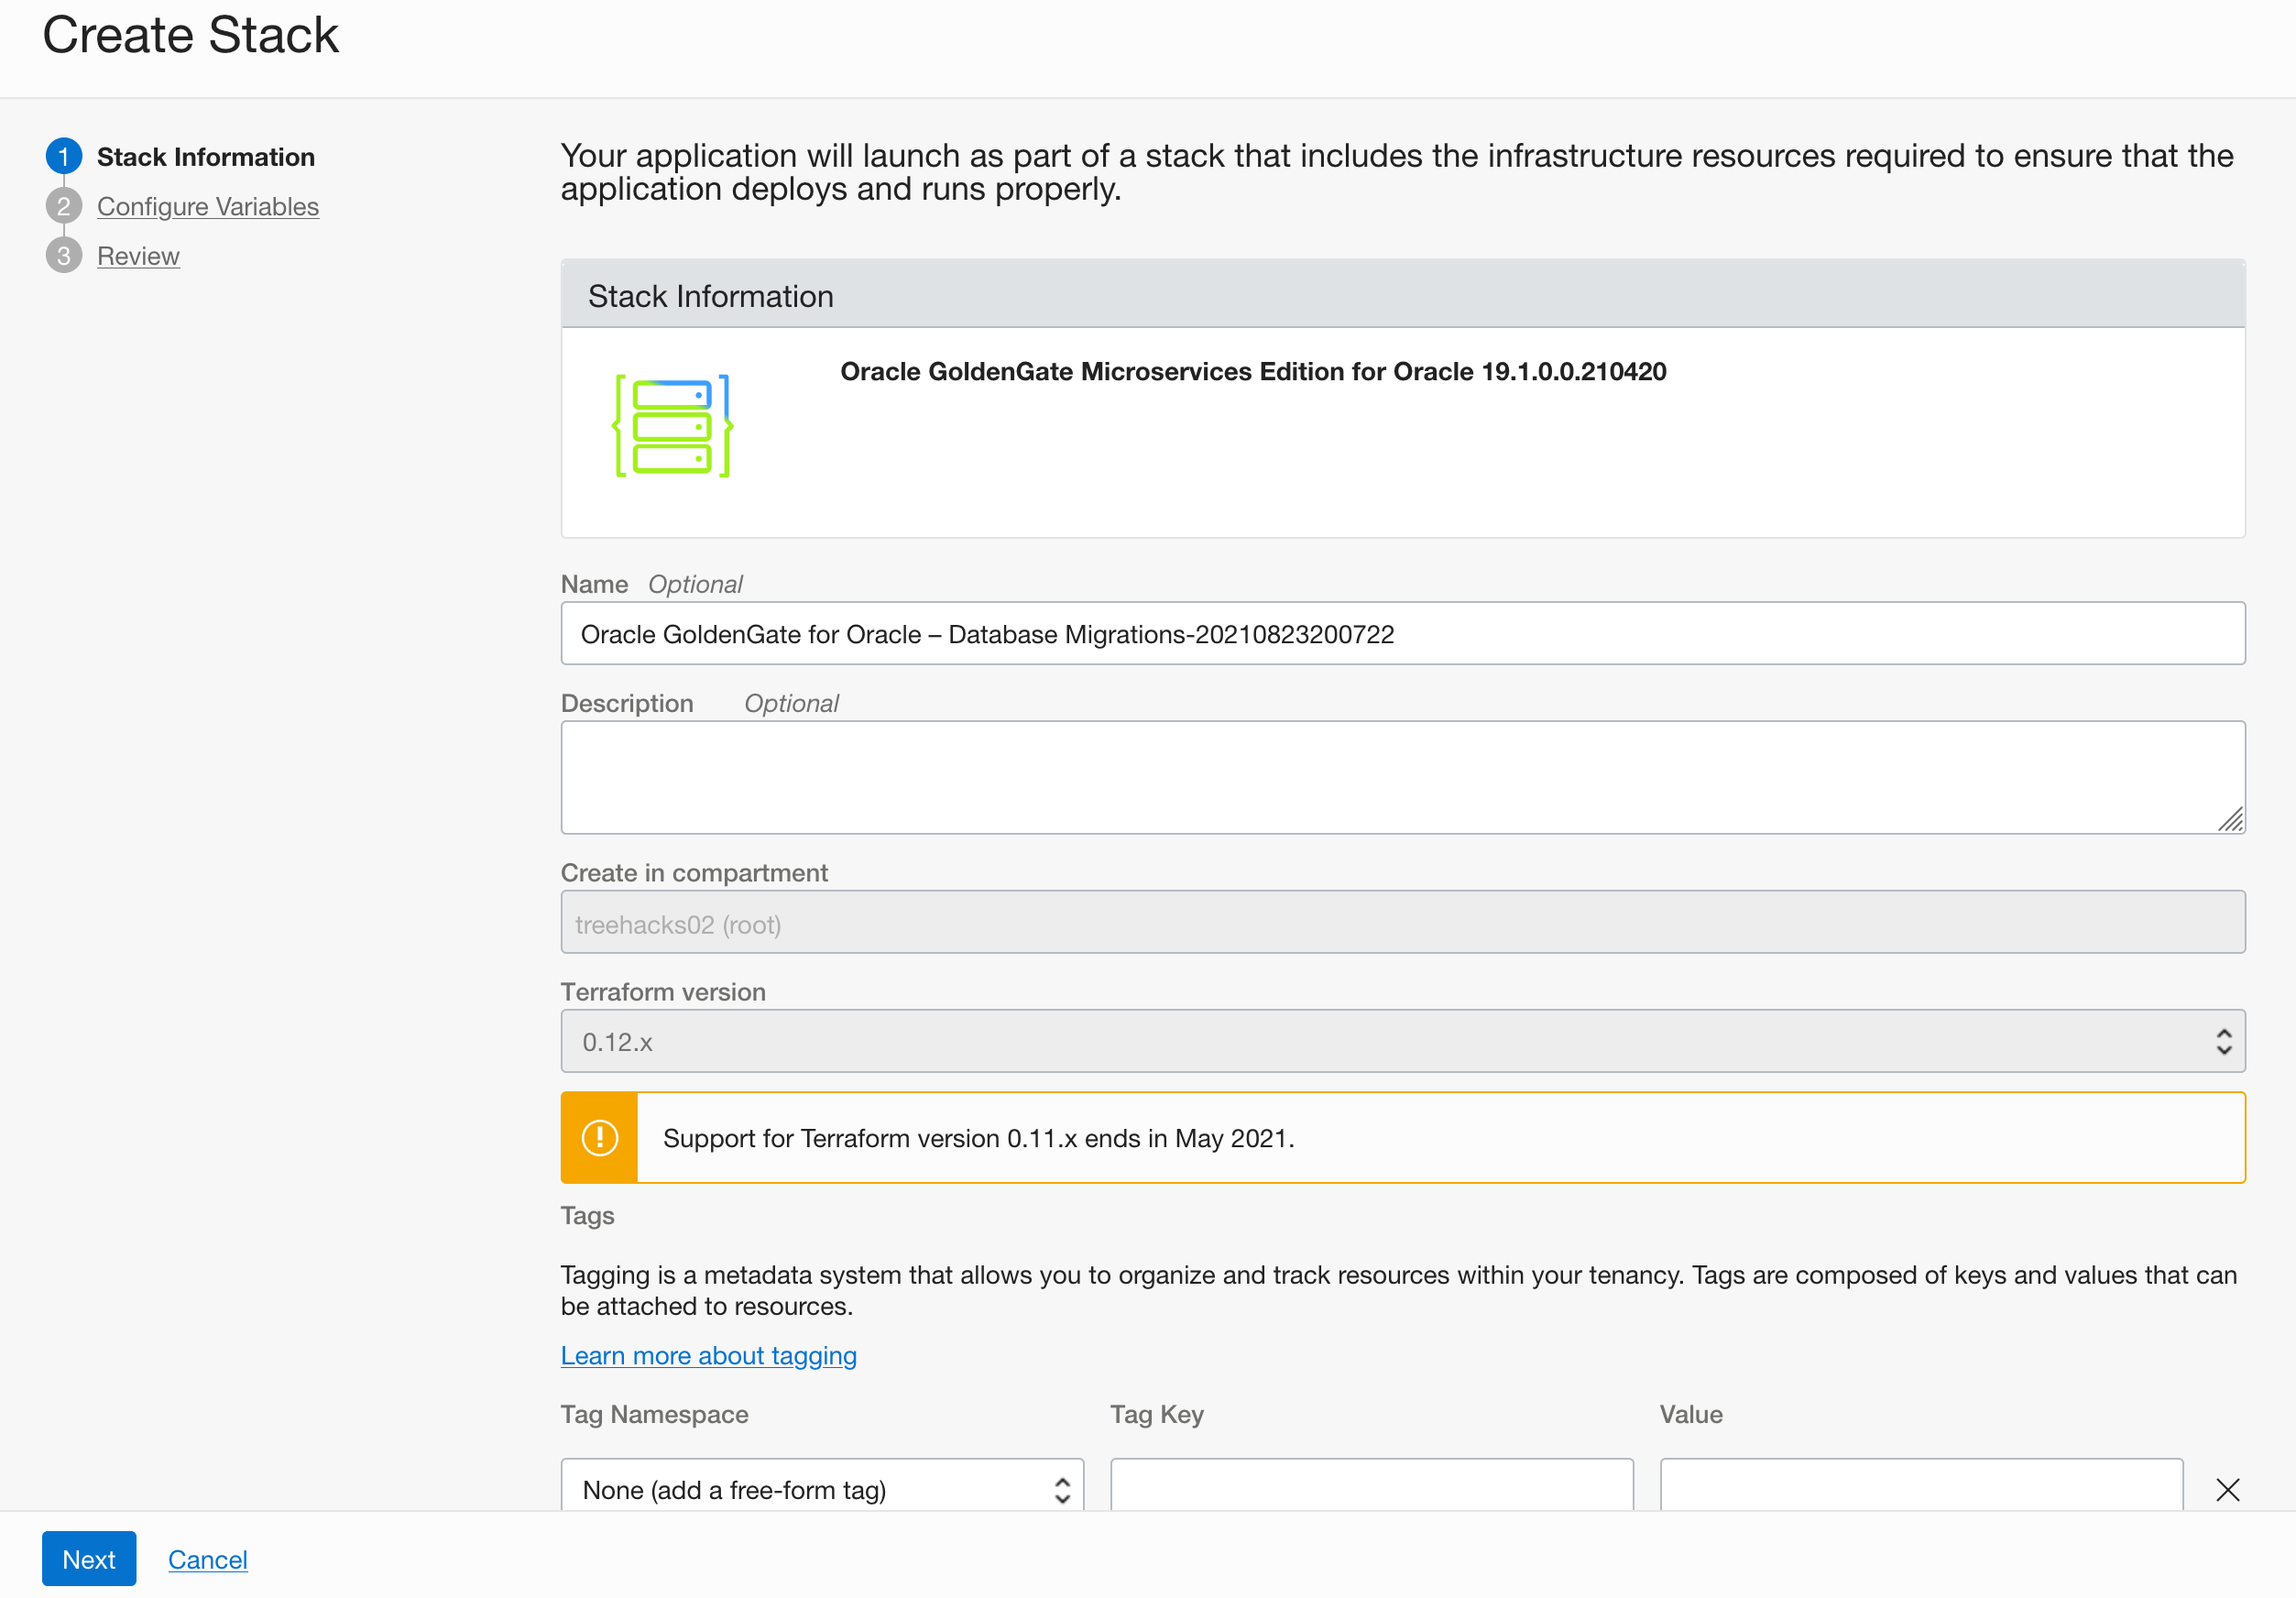 Create Stack
1 Stack Information
2 Configure Variables
3 Review
Your application will launch as part of a stack that includes the infrastructure resources required to ensure that the
application deploys and runs properly.
Stack Information
Oracle GoldenGate Microservices Edition for Oracle 19.1.0.0.210420
Name Optional
Oracle GoldenGate for Oracle – Database Migrations-20210823200722
Description Optional
Create in compartment
treehacks02 (root)
Terraform version
0.12.x
Support for Terraform version 0.11.x ends in May 2021.
Tags
Tagging is a metadata system that allows you to organize and track resources within your tenancy. Tags are composed of keys and values that can
be attached to resources.
Learn more about tagging
Tag Namespace Tag Key Value
None (add a free-form tag)
Next Cancel